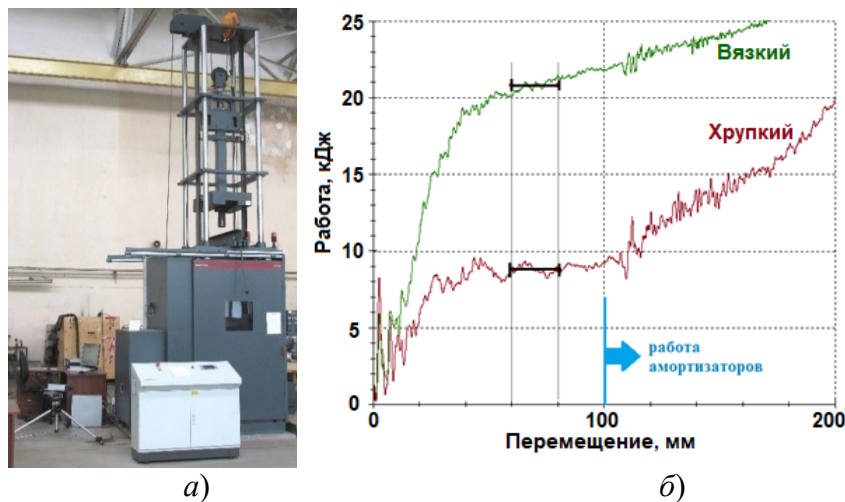 25
20
15
10
5
0
Работа, кДж
Вязкий
Хрупкий
работа
амортизаторов
0
100
200
Перемещение, мм
а)
б)